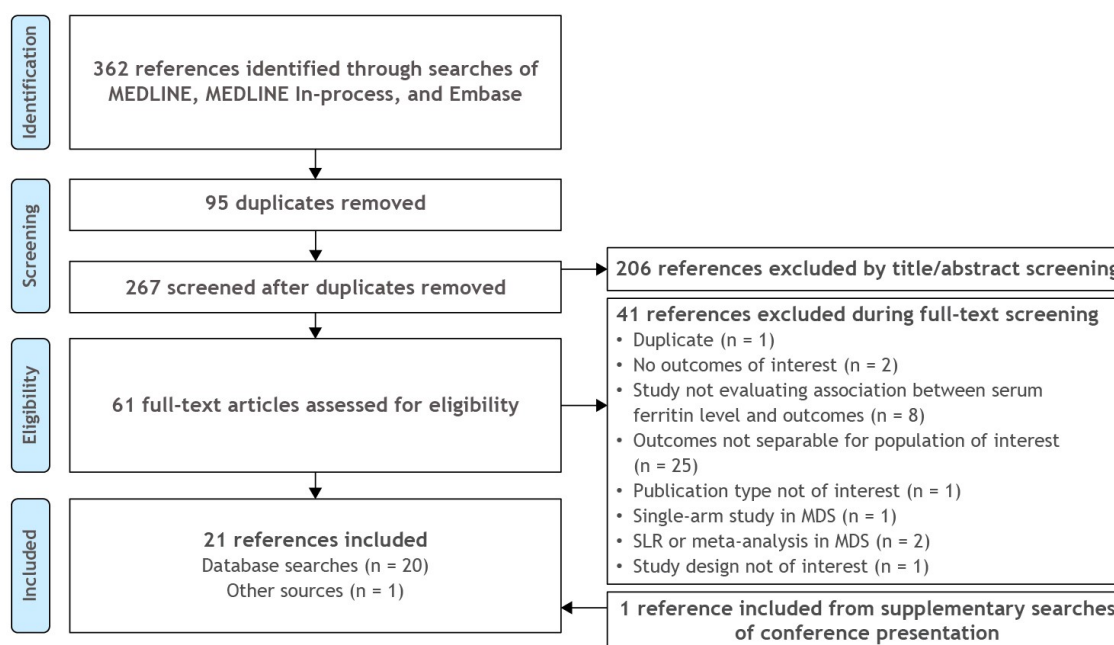 Identification
362 references identified through searches of
MEDLINE, MEDLINE In-process, and Embase
Screening
95 duplicates removed
267 screened after duplicates removed
206 references excluded by title/abstract screening
Eligibility
61 full-text articles assessed for eligibility
41 references excluded during full-text screening
• Duplicate (n = 1)
• No outcomes of interest (n = 2)
• Study not evaluating association between serum
ferritin level and outcomes (n = 8)
• Outcomes not separable for population of interest
(n = 25)
• Publication type not of interest (n = 1)
• Single-arm study in MDS (n = 1)
• SLR or meta-analysis in MDS (n = 2)
• Study design not of interest (n = 1)
Included
21 references included
Database searches (n = 20)
Other sources (n = 1)
1 reference included from supplementary searches
of conference presentation